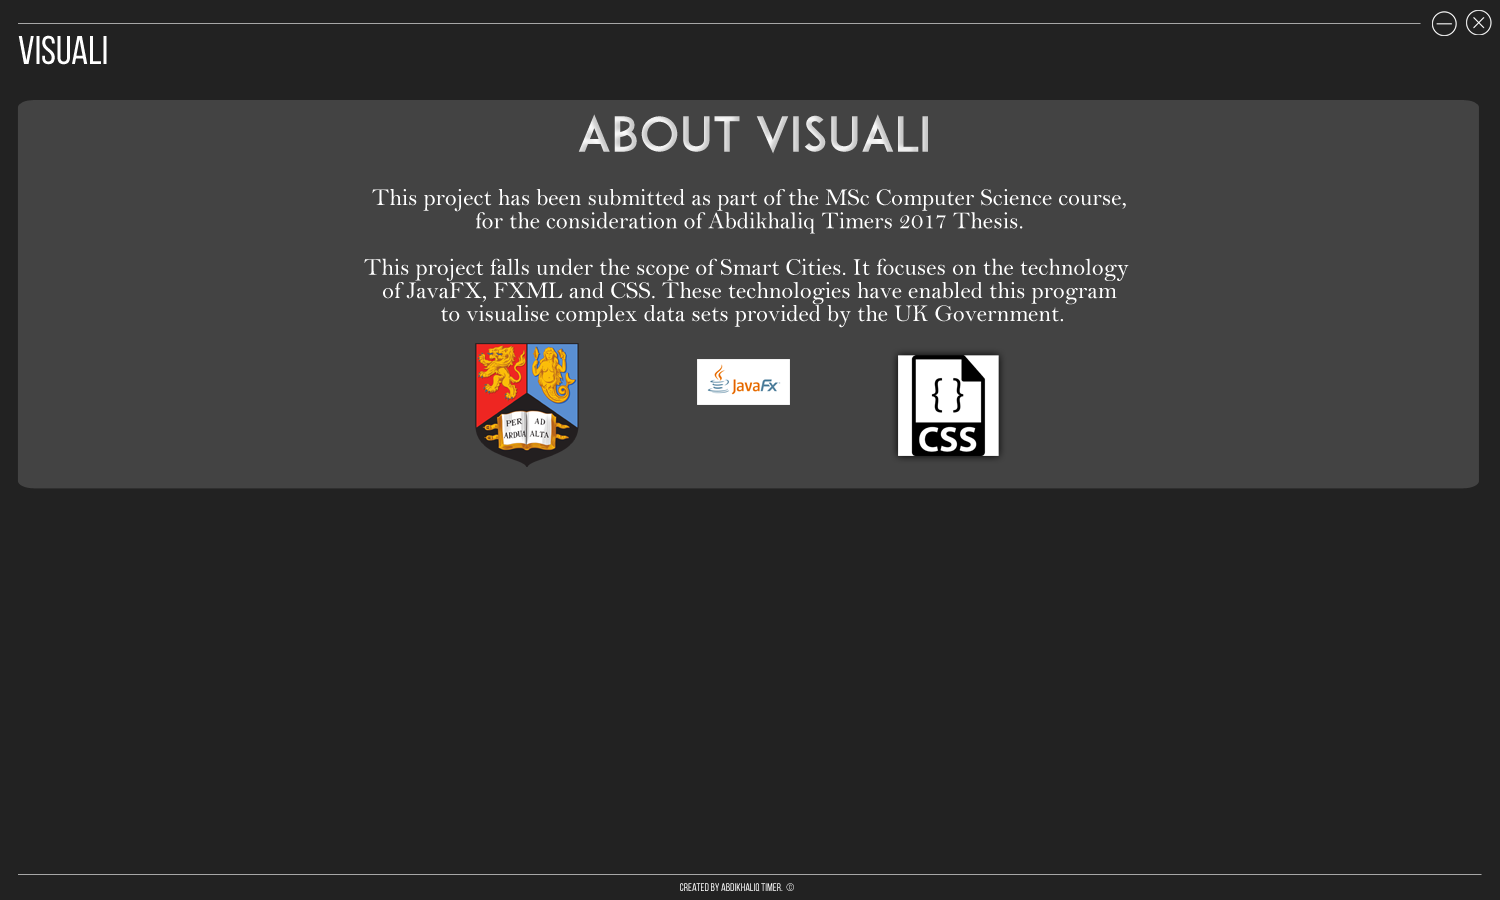 VISUALI
ABOUT VISUALI
This project has been submitted as part of the MSc Computer Science course,
for the consideration of Abdikhaliq Timers 2017 Thesis.
This project falls under the scope of Smart Cities. It focuses on the technology
of JavaFX, FXML and CSS. These technologies have enabled this program
to visualise complex data sets provided by the UK Government.
PER AD
ARDUA ALTA
JavaFX
{ }
CSS
CREATED BY ABDIKHALIQ TIMER. ©